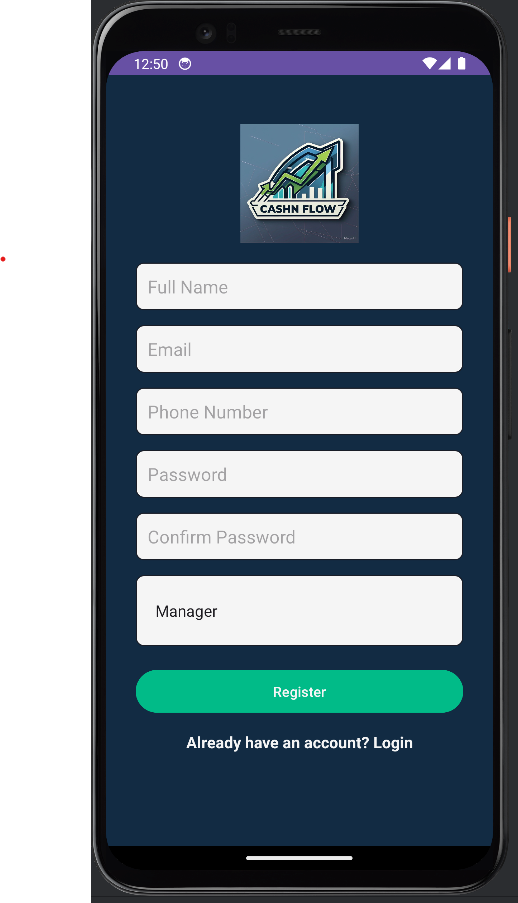 12:50
CASHN FLOW
Full Name
Email
Phone Number
Password
Confirm Password
Manager
Register
Already have an account? Login